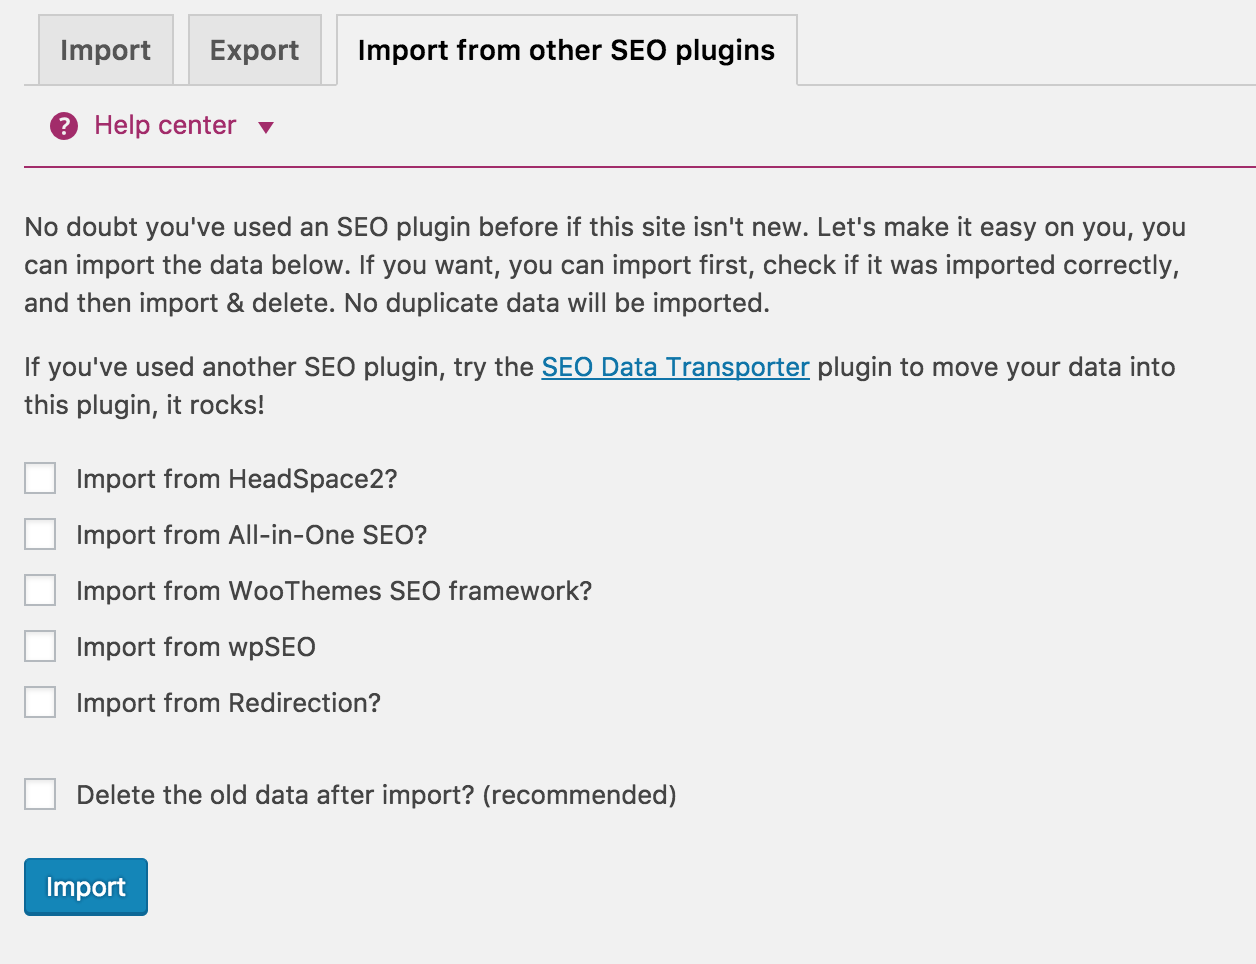 Import
Export
Import from other SEO plugins
? Help center
No doubt you've used an SEO plugin before if this site isn't new. Let's make it easy on you, you
can import the data below. If you want, you can import first, check if it was imported correctly,
and then import & delete. No duplicate data will be imported.
If you've used another SEO plugin, try the SEO Data Transporter plugin to move your data into
this plugin, it rocks!
Import from HeadSpace2?
Import from All-in-One SEO?
Import from WooThemes SEO framework?
Import from wpSEO
Import from Redirection?
Delete the old data after import? (recommended)
Import